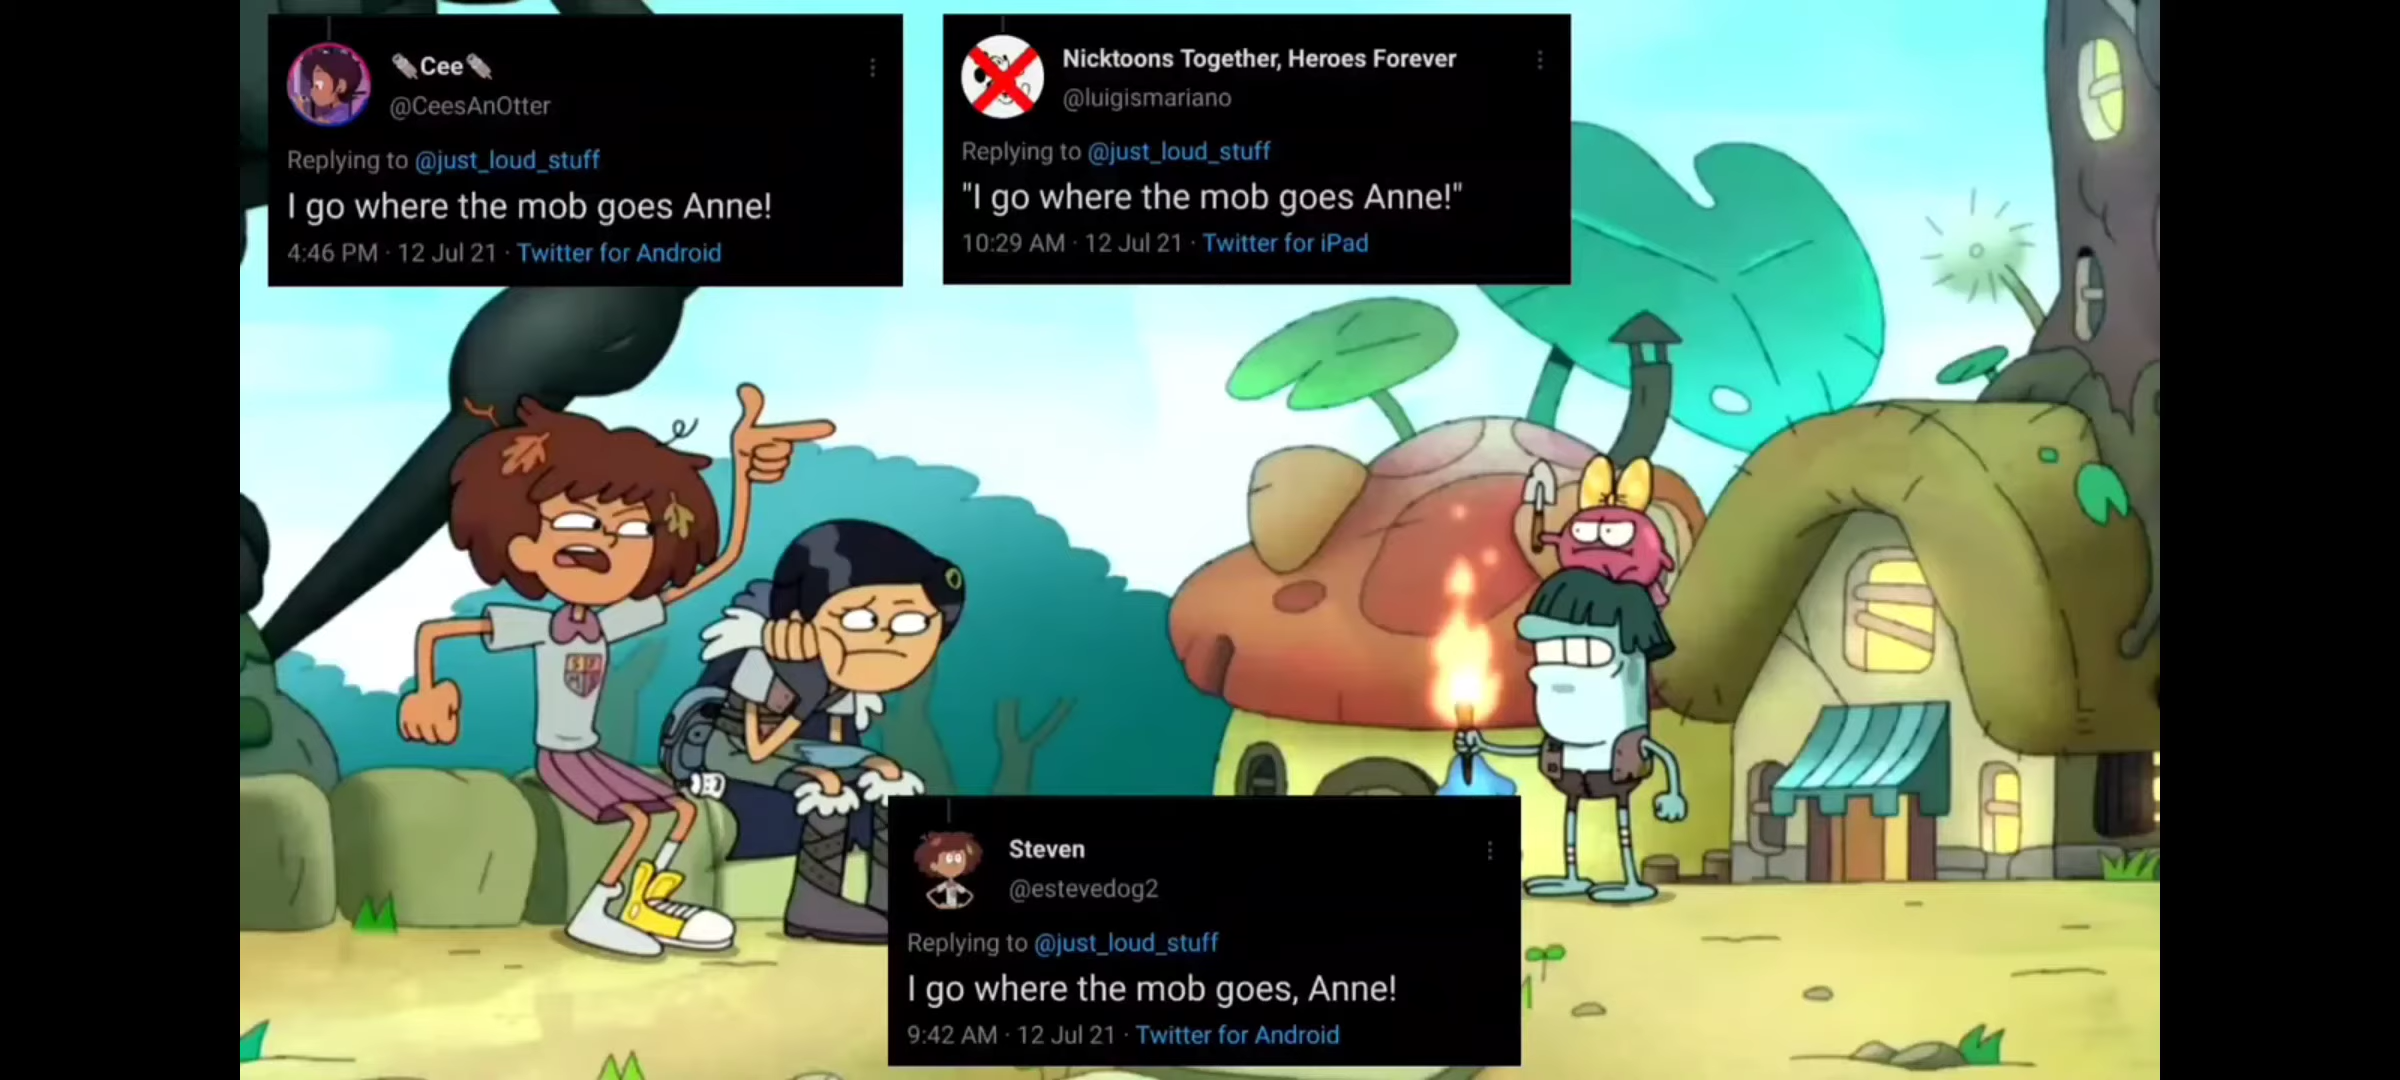 Cee
@CeesAnOtter
Replying to @just_loud_stuff
I go where the mob goes Anne!
4:46 PM · 12 Jul 21 · Twitter for Android
Nicktoons Together, Heroes Forever
@luigismariano
Replying to @just_loud_stuff
"I go where the mob goes Anne!"
10:29 AM · 12 Jul 21 · Twitter for iPad
Steven
@estevedog2
Replying to @just_loud_stuff
I go where the mob goes, Anne!
9:42 AM · 12 Jul 21 · Twitter for Android